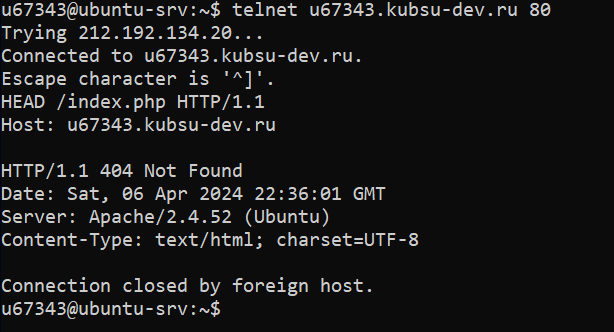 u67343@ubuntu-srv:~$ telnet u67343.kubsu-dev.ru 80
Trying 212.192.134.20...
Connected to u67343.kubsu-dev.ru.
Escape character is '^]'.
HEAD /index.php HTTP/1.1
Host: u67343.kubsu-dev.ru

HTTP/1.1 404 Not Found
Date: Sat, 06 Apr 2024 22:36:01 GMT
Server: Apache/2.4.52 (Ubuntu)
Content-Type: text/html; charset=UTF-8

Connection closed by foreign host.
u67343@ubuntu-srv:~$